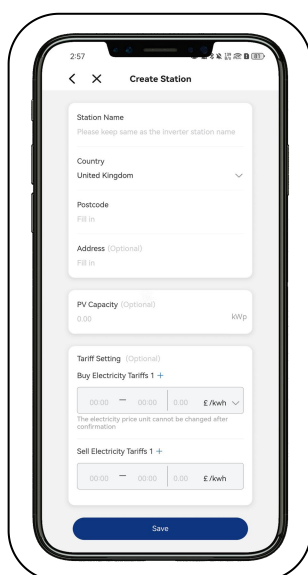 2:57
81
Create Station
Station Name
Please keep same as the inverter station name
Country
United Kingdom
Postcode
Fill in
Address (Optional)
Fill in
PV Capacity (Optional)
0.00 kWp
Tariff Setting (Optional)
Buy Electricity Tariffs 1 +
00:00 — 00:00 0.00 £/kwh
The electricity price unit cannot be changed after
confirmation
Sell Electricity Tariffs 1 +
00:00 — 00:00 0.00 £/kwh
Save